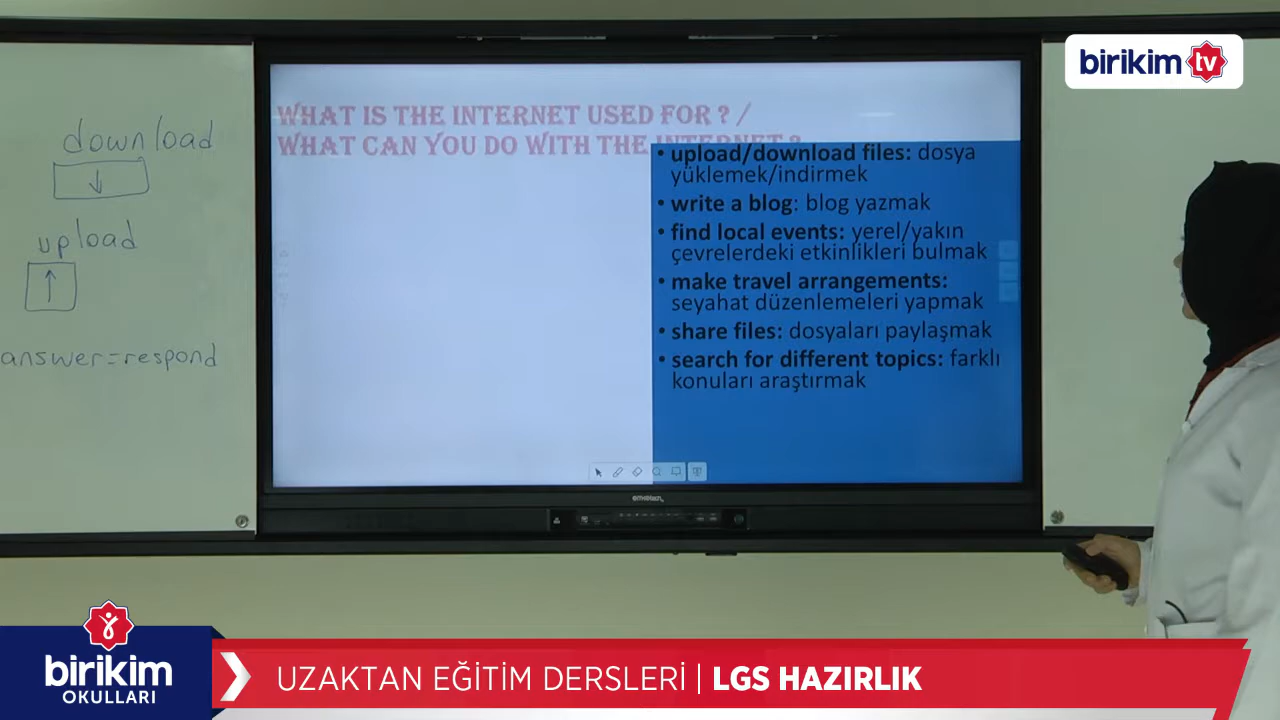 birikim tv
download
upload
answer=respond
WHAT IS THE INTERNET USED FOR ? /
WHAT CAN YOU DO WITH THE INTERNET ?
• upload/download files: dosya
yüklemek/indirmek
• write a blog: blog yazmak
• find local events: yerel/yakın
çevrelerdeki etkinlikleri bulmak
• make travel arrangements:
seyahat düzenlemeleri yapmak
• share files: dosyaları paylaşmak
• search for different topics: farklı
konuları araştırmak
birikim
OKULLARI
UZAKTAN EĞİTİM DERSLERİ | LGS HAZIRLIK